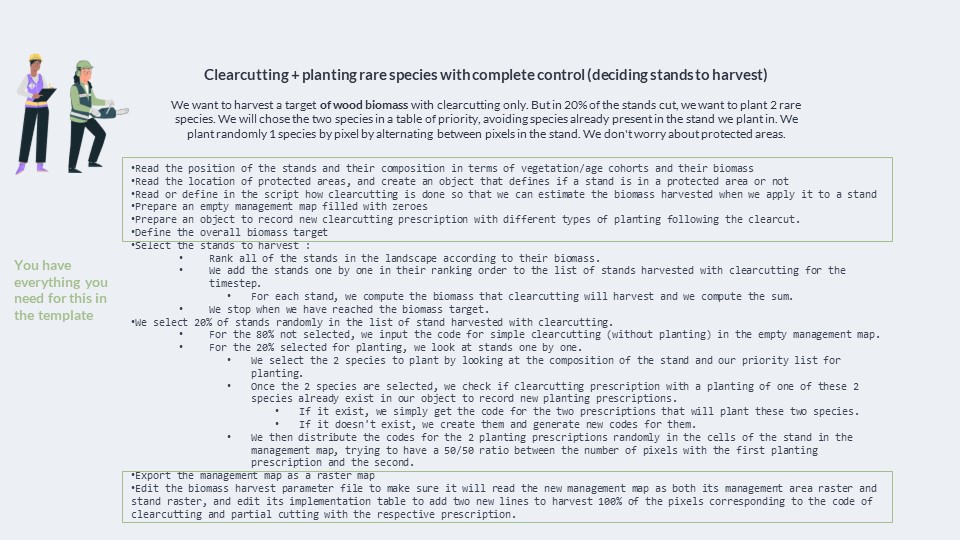 Clearcutting + planting rare species with complete control (deciding stands to harvest)
We want to harvest a target of wood biomass with clearcutting only. But in 20% of the stands cut, we want to plant 2 rare
species. We will chose the two species in a table of priority, avoiding species already present in the stand we plant in. We
plant randomly 1 species by pixel by alternating between pixels in the stand. We don't worry about protected areas.
•Read the position of the stands and their composition in terms of vegetation/age cohorts and their biomass
•Read the location of protected areas, and create an object that defines if a stand is in a protected area or not
•Read or define in the script how clearcutting is done so that we can estimate the biomass harvested when we apply it to a stand
•Prepare an empty management map filled with zeroes
•Prepare an object to record new clearcutting prescription with different types of planting following the clearcut.
•Define the overall biomass target
•Select the stands to harvest :
• Rank all of the stands in the landscape according to their biomass.
• We add the stands one by one in their ranking order to the list of stands harvested with clearcutting for the
timestep.
• For each stand, we compute the biomass that clearcutting will harvest and we compute the sum.
• We stop when we have reached the biomass target.
•We select 20% of stands randomly in the list of stand harvested with clearcutting.
• For the 80% not selected, we input the code for simple clearcutting (without planting) in the empty management map.
• For the 20% selected for planting, we look at stands one by one.
• We select the 2 species to plant by looking at the composition of the stand and our priority list for
planting.
• Once the 2 species are selected, we check if clearcutting prescription with a planting of one of these 2
species already exist in our object to record new planting prescriptions.
• If it exist, we simply get the code for the two prescriptions that will plant these two species.
• If it doesn't exist, we create them and generate new codes for them.
• We then distribute the codes for the 2 planting prescriptions randomly in the cells of the stand in the
management map, trying to have a 50/50 ratio between the number of pixels with the first planting
prescription and the second.
•Export the management map as a raster map
•Edit the biomass harvest parameter file to make sure it will read the new management map as both its management area raster and
stand raster, and edit its implementation table to add two new lines to harvest 100% of the pixels corresponding to the code of
clearcutting and partial cutting with the respective prescription.
You have
everything you
need for this in
the template